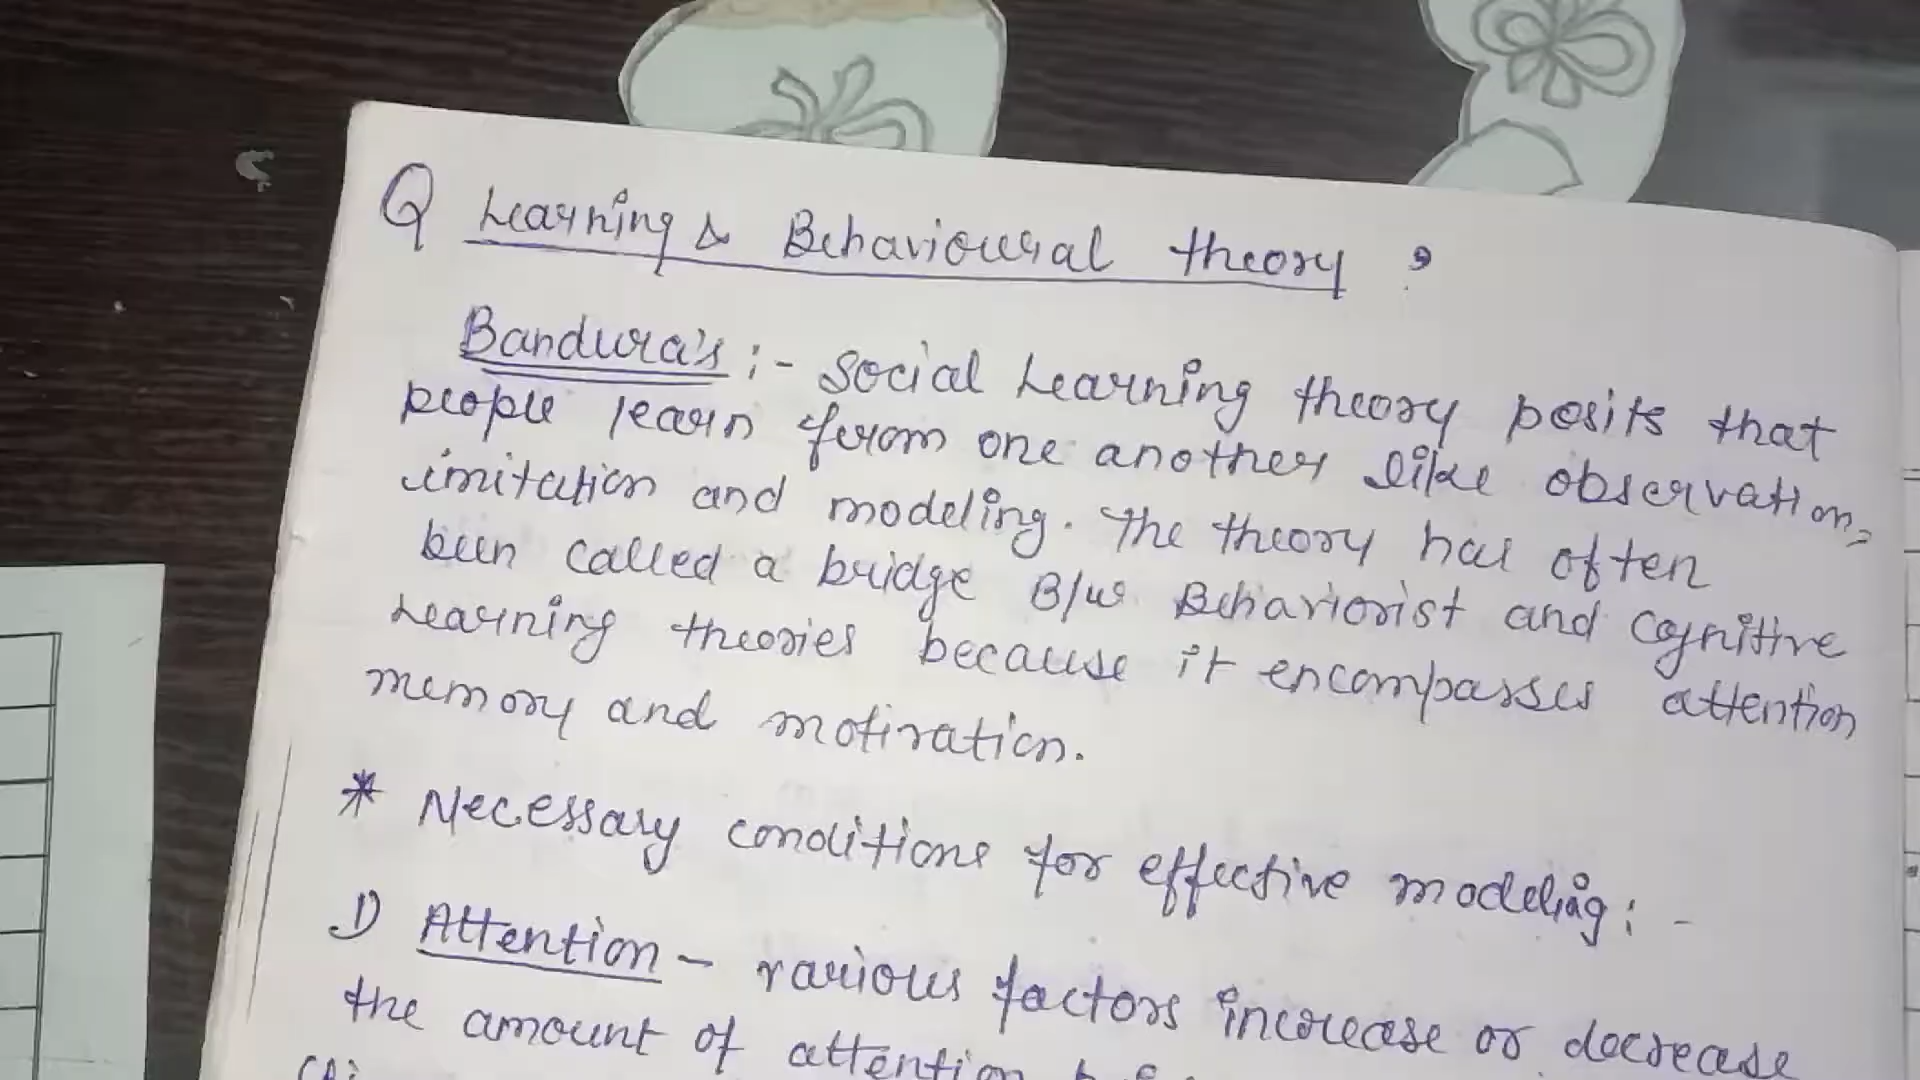 Q Learning & Behavioural theory ?
Bandura's :- Social Learning theory posits that
people learn from one another like observation,
imitation and modeling. The theory has often
been called a bridge B/w Behaviorist and cognitive
Learning theories because it encompasses attention
memory and motivation.
* Necessary conditions for effective modeling : -
1) Attention - various factors increase or decrease
the amount of attention